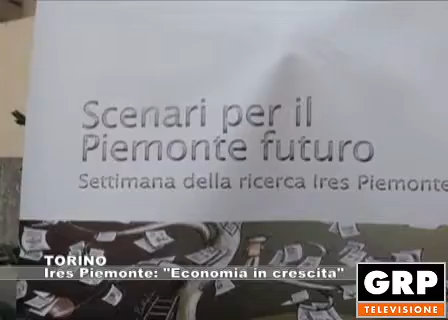 Scenari per il
Piemonte futuro
Settimana della ricerca Ires Piemonte
TORINO
Ires Piemonte: "Economia in crescita"
GRP
TELEVISIONE